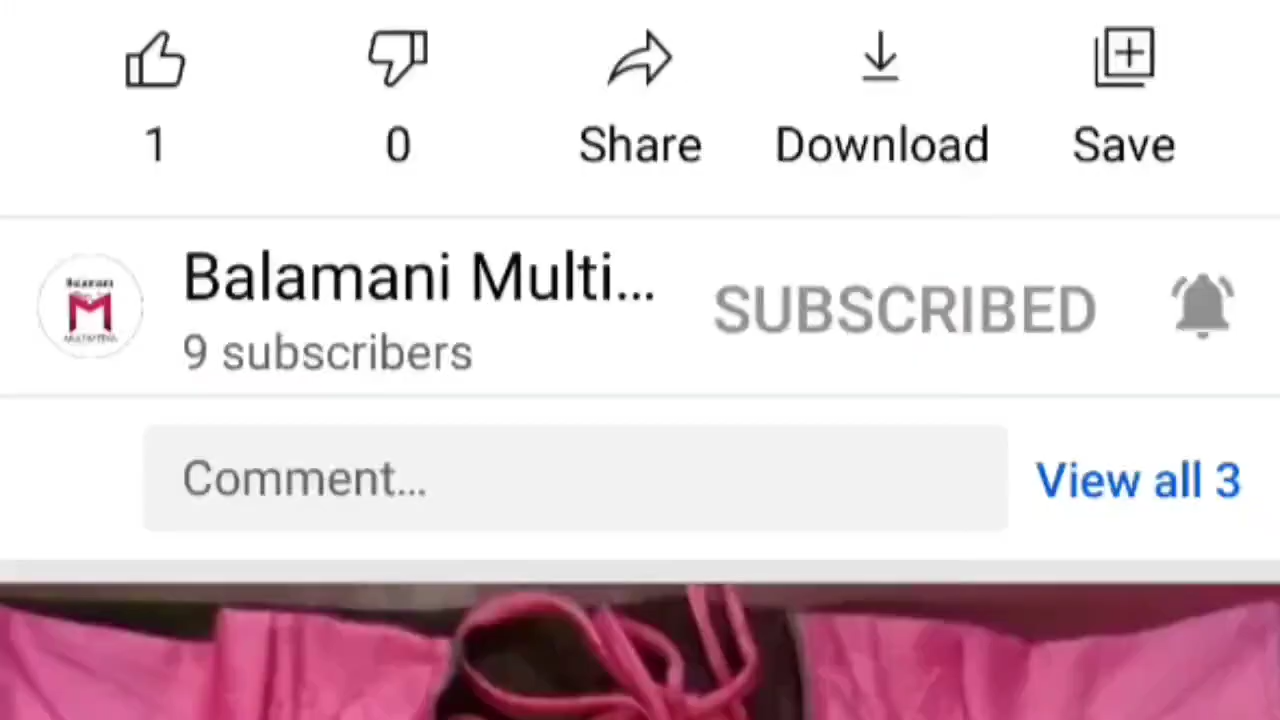 1
0
Share
Download
Save
Balamani Multi...
SUBSCRIBED
9 subscribers
Comment...
View all 3